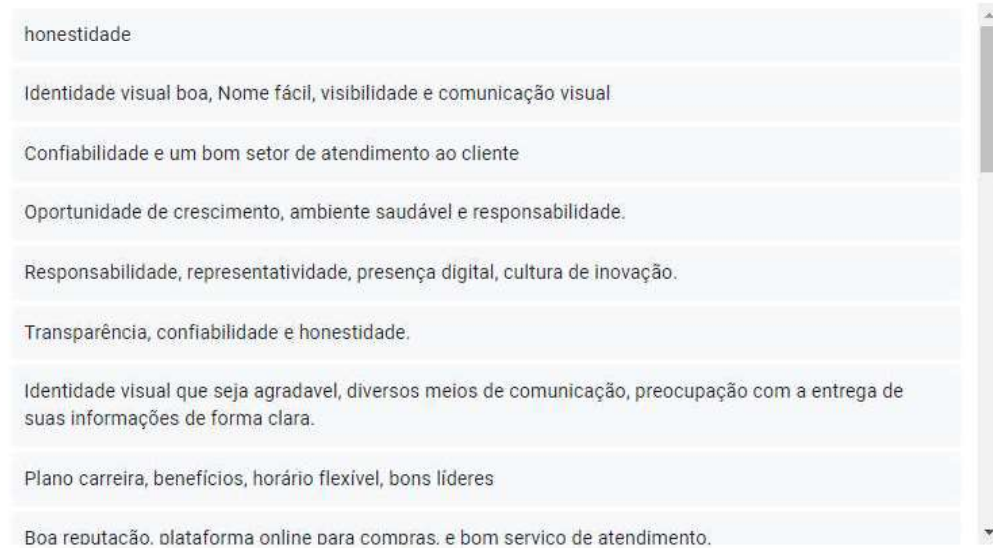 honestidade
Identidade visual boa, Nome fácil, visibilidade e comunicação visual
Confiabilidade e um bom setor de atendimento ao cliente
Oportunidade de crescimento, ambiente saudável e responsabilidade.
Responsabilidade, representatividade, presença digital, cultura de inovação.
Transparência, confiabilidade e honestidade.
Identidade visual que seja agradavel, diversos meios de comunicação, preocupação com a entrega de
suas informações de forma clara.
Plano carreira, benefícios, horário flexível, bons líderes
Boa reputação, plataforma online para compras, e bom serviço de atendimento.